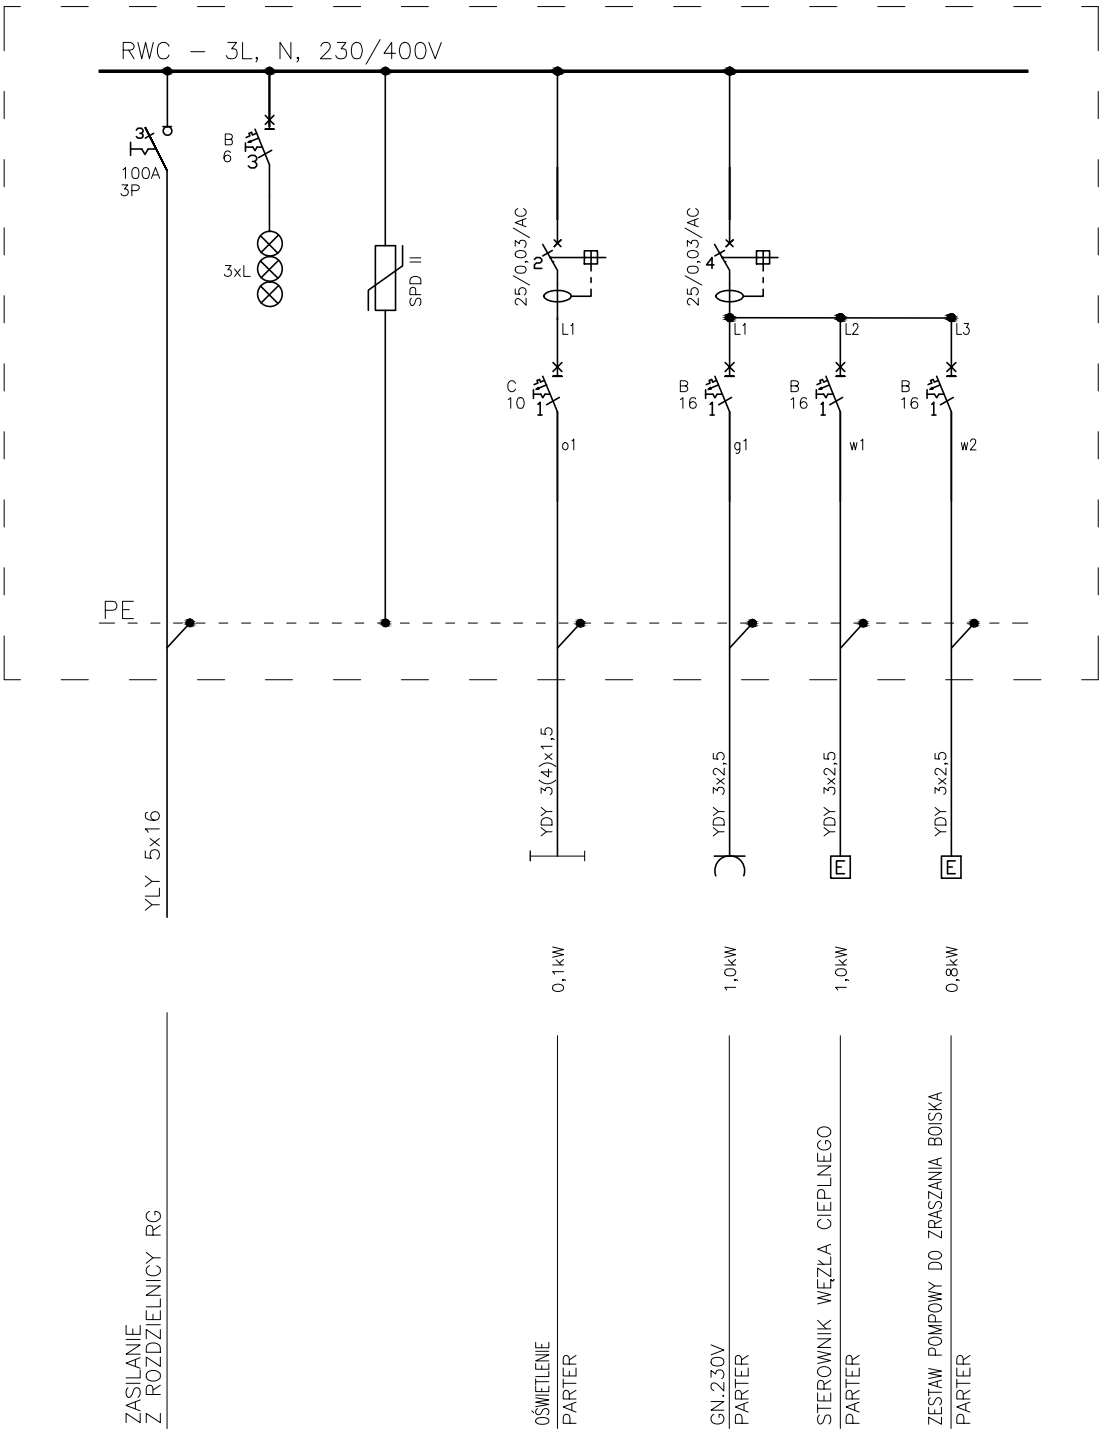 RWC - 3L, N, 230/400V
3
100A
3P
B
6
3
3xL
SPD II
25/0,03/AC
2
25/0,03/AC
4
L1
L1
L2
L3
C
10
1
B
16
1
B
16
1
B
16
1
o1
g1
w1
w2
PE
YLY 5x16
YDY 3(4)x1,5
YDY 3x2,5
YDY 3x2,5
YDY 3x2,5
E
E
0,1kW
1,0kW
1,0kW
0,8kW
ZASILANIE
Z ROZDZIELNICY RG
OŚWIETLENIE
PARTER
GN.230V
PARTER
STEROWNIK WĘZŁA CIEPLNEGO
PARTER
ZESTAW POMPOWY DO ZRASZANIA BOISKA
PARTER